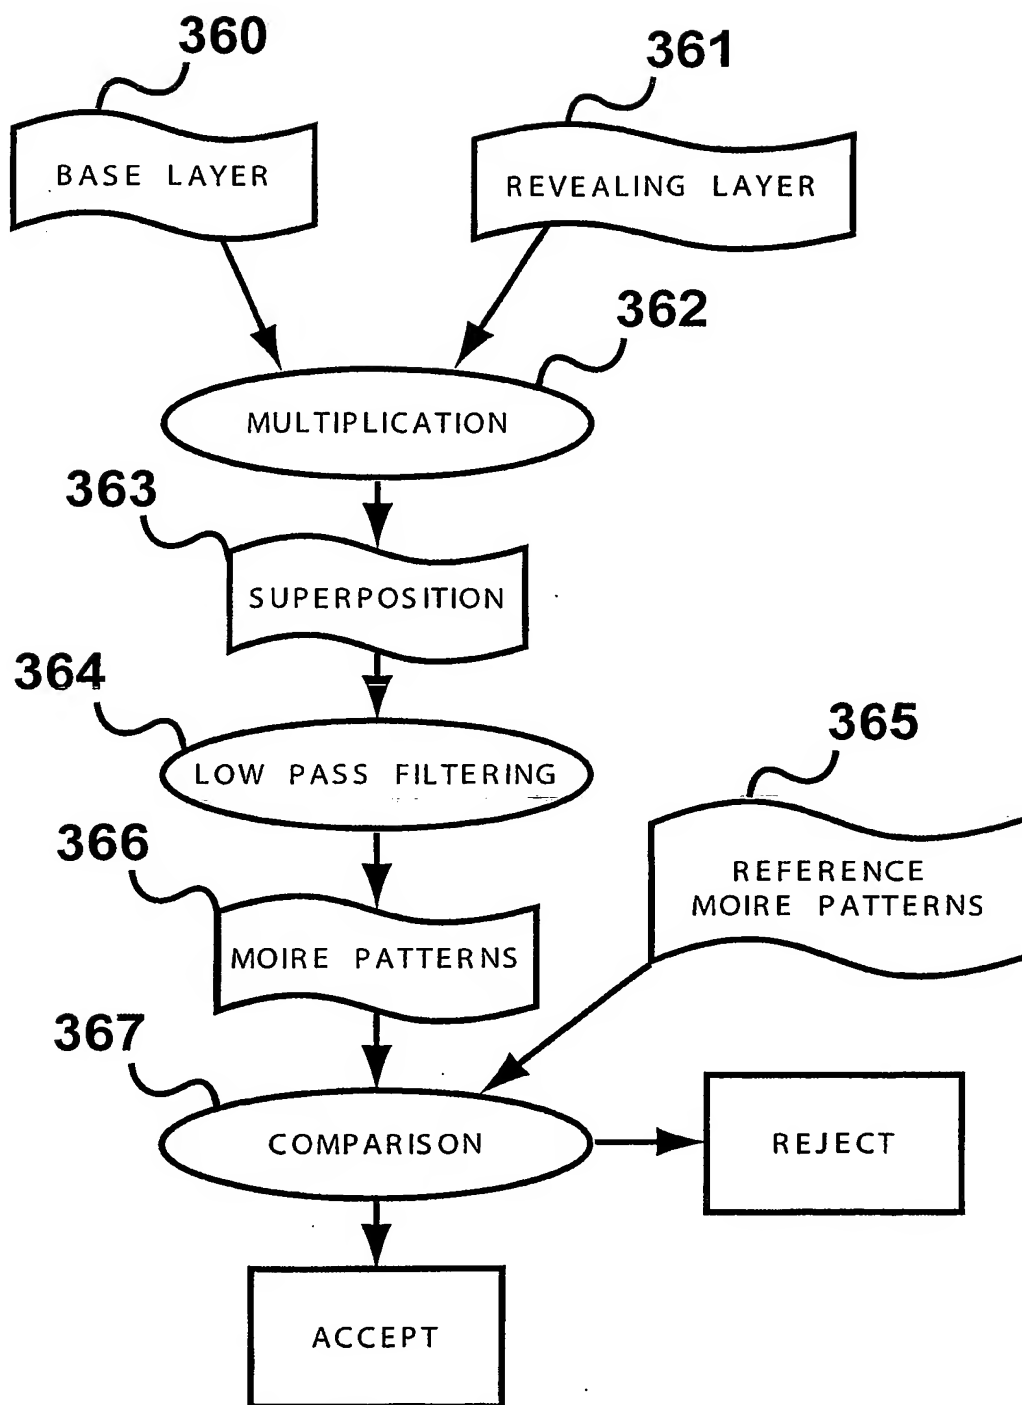 360
361
BASE LAYER
REVEALING LAYER
362
MULTIPLICATION
363
SUPERPOSITION
364
365
LOW PASS FILTERING
366
REFERENCE
MOIRE PATTERNS
MOIRE PATTERNS
367
COMPARISON
REJECT
ACCEPT